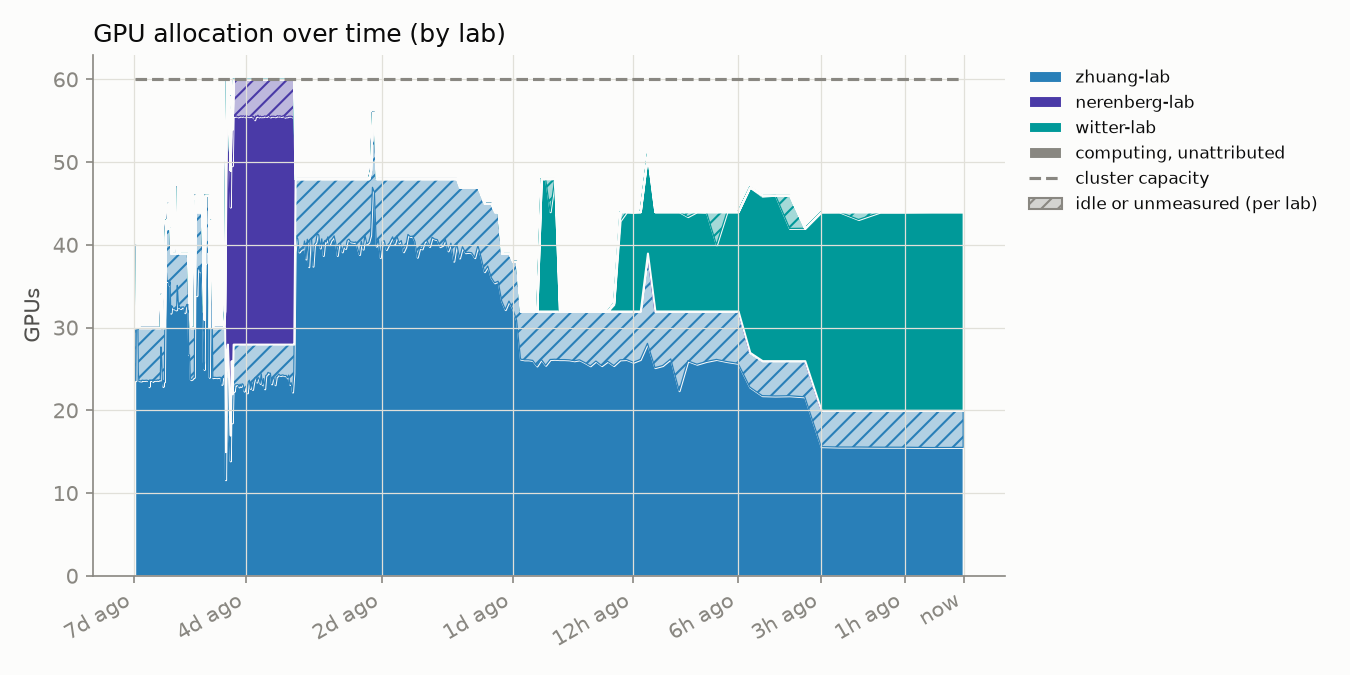 GPU allocation over time (by lab)
GPUs
60
50
40
30
20
10
0
7d ago
4d ago
2d ago
1d ago
12h ago
6h ago
3h ago
1h ago
now
zhuang-lab
nerenberg-lab
witter-lab
computing, unattributed
cluster capacity
idle or unmeasured (per lab)